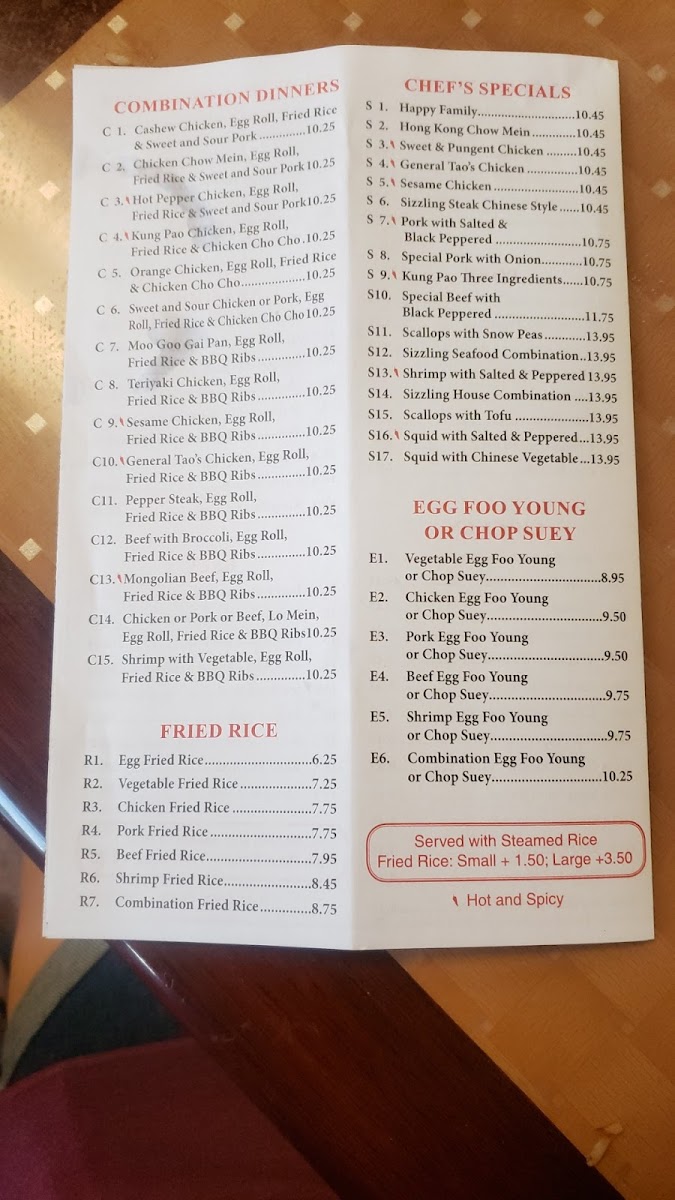 COMBINATION DINNERS
C 1. Cashew Chicken, Egg Roll, Fried Rice
& Sweet and Sour Pork..............10.25
C 2. Chicken Chow Mein, Egg Roll,
Fried Rice & Sweet and Sour Pork 10.25
C 3. Hot Pepper Chicken, Egg Roll,
Fried Rice & Sweet and Sour Pork10.25
C 4. Kung Pao Chicken, Egg Roll,
Fried Rice & Chicken Cho Cho .10.25
C 5. Orange Chicken, Egg Roll, Fried Rice
& Chicken Cho Cho...................10.25
C 6. Sweet and Sour Chicken or Pork, Egg
Roll, Fried Rice & Chicken Cho Cho 10.25
C 7. Moo Goo Gai Pan, Egg Roll,
Fried Rice & BBQ Ribs..............10.25
C 8. Teriyaki Chicken, Egg Roll,
Fried Rice & BBQ Ribs..............10.25
C 9. Sesame Chicken, Egg Roll,
Fried Rice & BBQ Ribs..............10.25
C10. General Tao's Chicken, Egg Roll,
Fried Rice & BBQ Ribs..............10.25
C11. Pepper Steak, Egg Roll,
Fried Rice & BBQ Ribs..............10.25
C12. Beef with Broccoli, Egg Roll,
Fried Rice & BBQ Ribs..............10.25
C13. Mongolian Beef, Egg Roll,
Fried Rice & BBQ Ribs..............10.25
C14. Chicken or Pork or Beef, Lo Mein,
Egg Roll, Fried Rice & BBQ Ribs10.25
C15. Shrimp with Vegetable, Egg Roll,
Fried Rice & BBQ Ribs..............10.25
FRIED RICE
R1. Egg Fried Rice..............................6.25
R2. Vegetable Fried Rice....................7.25
R3. Chicken Fried Rice......................7.75
R4. Pork Fried Rice............................7.75
R5. Beef Fried Rice.............................7.95
R6. Shrimp Fried Rice........................8.45
R7. Combination Fried Rice..............8.75
CHEF'S SPECIALS
S 1. Happy Family............................10.45
S 2. Hong Kong Chow Mein............10.45
S 3. Sweet & Pungent Chicken.........10.45
S 4. General Tao's Chicken..............10.45
S 5. Sesame Chicken........................10.45
S 6. Sizzling Steak Chinese Style......10.45
S 7. Pork with Salted &
Black Peppered........................10.75
S 8. Special Pork with Onion............10.75
S 9. Kung Pao Three Ingredients......10.75
S10. Special Beef with
Black Peppered..........................11.75
S11. Scallops with Snow Peas............13.95
S12. Sizzling Seafood Combination..13.95
S13. Shrimp with Salted & Peppered 13.95
S14. Sizzling House Combination....13.95
S15. Scallops with Tofu.....................13.95
S16. Squid with Salted & Peppered...13.95
S17. Squid with Chinese Vegetable...13.95
EGG FOO YOUNG
OR CHOP SUEY
E1. Vegetable Egg Foo Young
or Chop Suey................................8.95
E2. Chicken Egg Foo Young
or Chop Suey................................9.50
E3. Pork Egg Foo Young
or Chop Suey................................9.50
E4. Beef Egg Foo Young
or Chop Suey................................9.75
E5. Shrimp Egg Foo Young
or Chop Suey................................9.75
E6. Combination Egg Foo Young
or Chop Suey..............................10.25
Served with Steamed Rice
Fried Rice: Small + 1.50; Large +3.50
Hot and Spicy